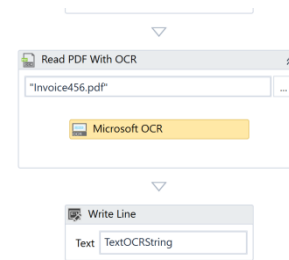 Read PDF With OCR
"Invoice456.pdf"
...
Microsoft OCR
Write Line
Text TextOCRString